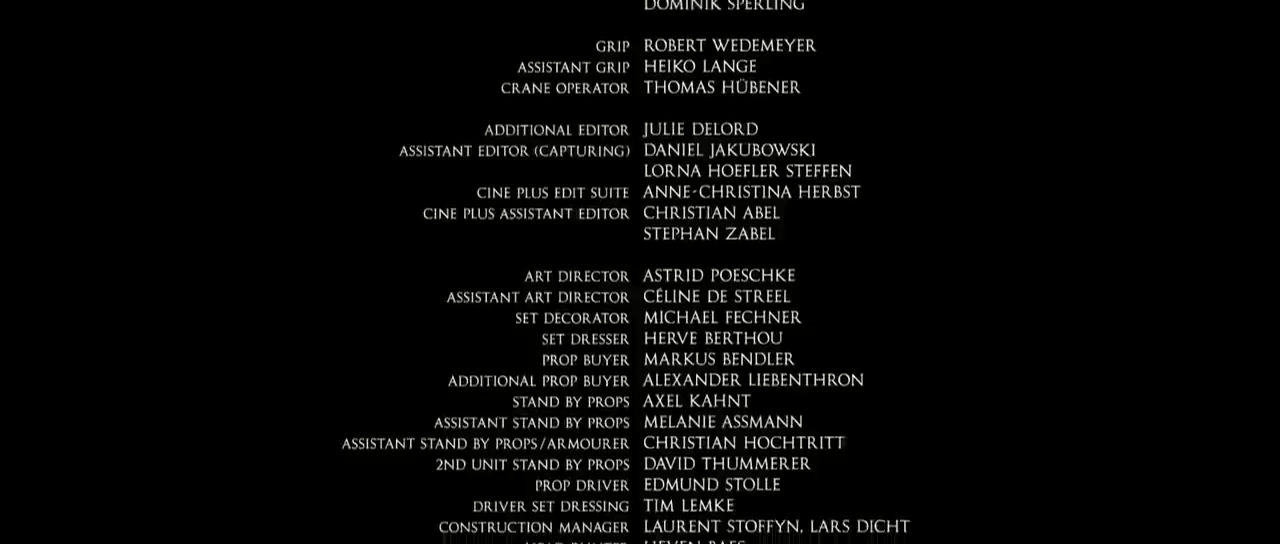 DOMINIK SPERLING
GRIP ROBERT WEDEMEYER
ASSISTANT GRIP HEIKO LANGE
CRANE OPERATOR THOMAS HÜBENER
ADDITIONAL EDITOR JULIE DELORD
ASSISTANT EDITOR (CAPTURING) DANIEL JAKUBOWSKI
LORNA HOEFLER STEFFEN
CINE PLUS EDIT SUITE ANNE-CHRISTINA HERBST
CINE PLUS ASSISTANT EDITOR CHRISTIAN ABEL
STEPHAN ZABEL
ART DIRECTOR ASTRID POESCHKE
ASSISTANT ART DIRECTOR CÉLINE DE STREEL
SET DECORATOR MICHAEL FECHNER
SET DRESSER HERVE BERTHOU
PROP BUYER MARKUS BENDLER
ADDITIONAL PROP BUYER ALEXANDER LIEBENTHRON
STAND BY PROPS AXEL KAHNT
ASSISTANT STAND BY PROPS MELANIE ASSMANN
ASSISTANT STAND BY PROPS/ARMOURER CHRISTIAN HOCHTRITT
2ND UNIT STAND BY PROPS DAVID THUMMERER
PROP DRIVER EDMUND STOLLE
DRIVER SET DRESSING TIM LEMKE
CONSTRUCTION MANAGER LAURENT STOFFYN, LARS DICHT